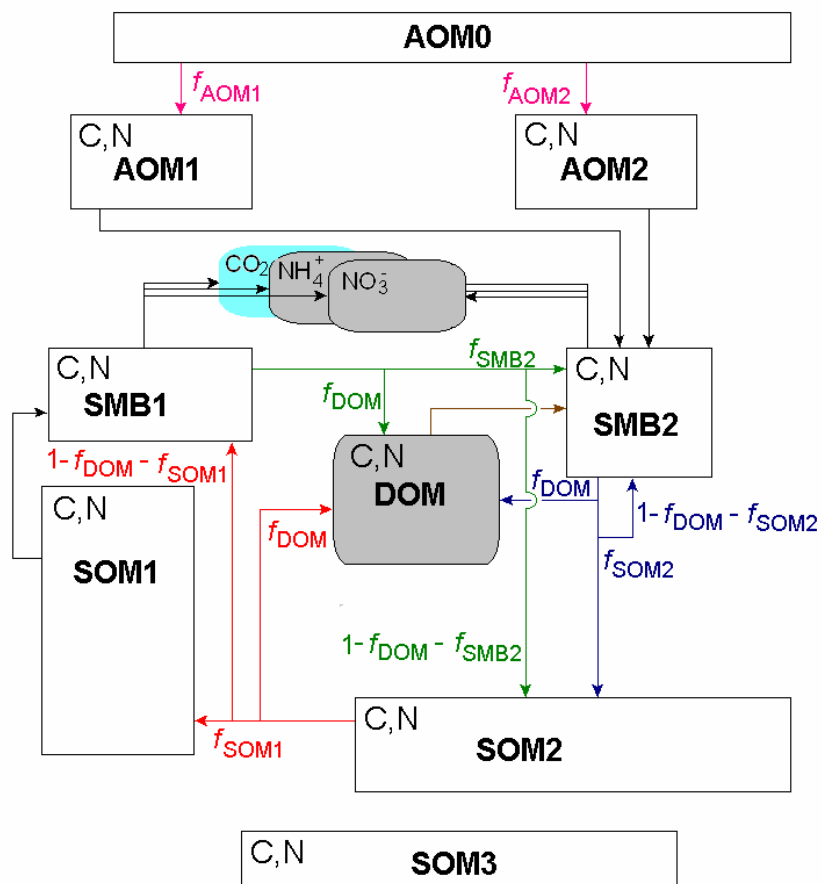 AOM0
fAOM1
fAOM2
C,N
AOM1
C,N
AOM2
CO2
NH4+
NO3-
C,N
SMB1
fSMB2
fDOM
C,N
SMB2
1-fDOM - fSOM1
C,N
DOM
fDOM
1-fDOM - fSOM2
C,N
SOM1
fDOM
fSOM2
1-fDOM - fSMB2
fSOM1
C,N
SOM2
C,N
SOM3